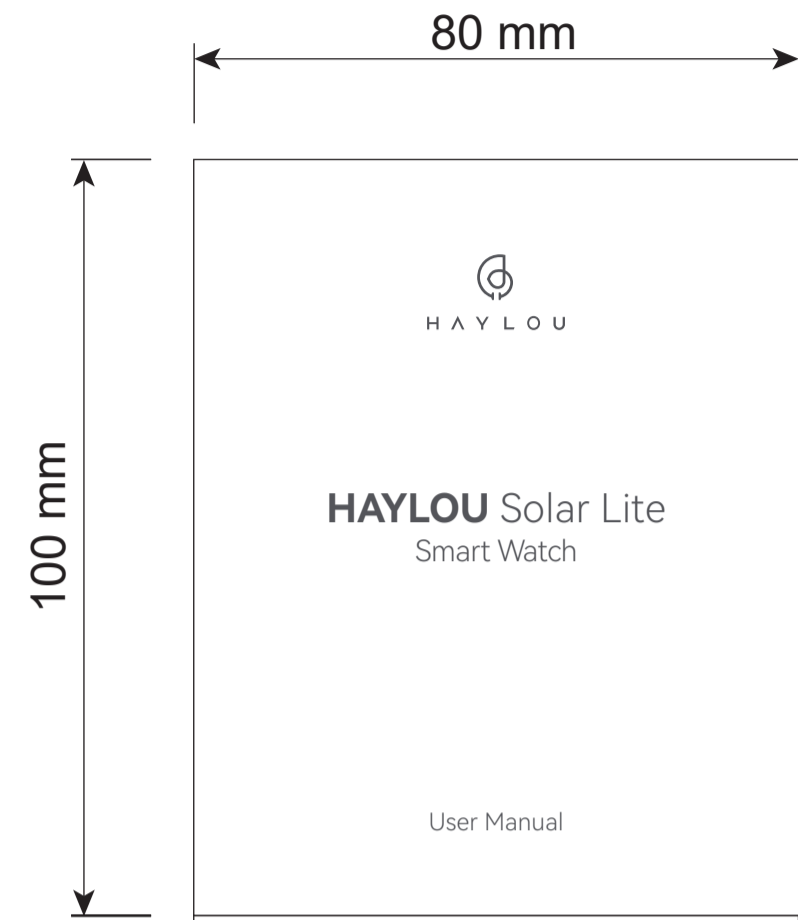 80 mm
100 mm
HAYLOU
HAYLOU Solar Lite
Smart Watch
User Manual